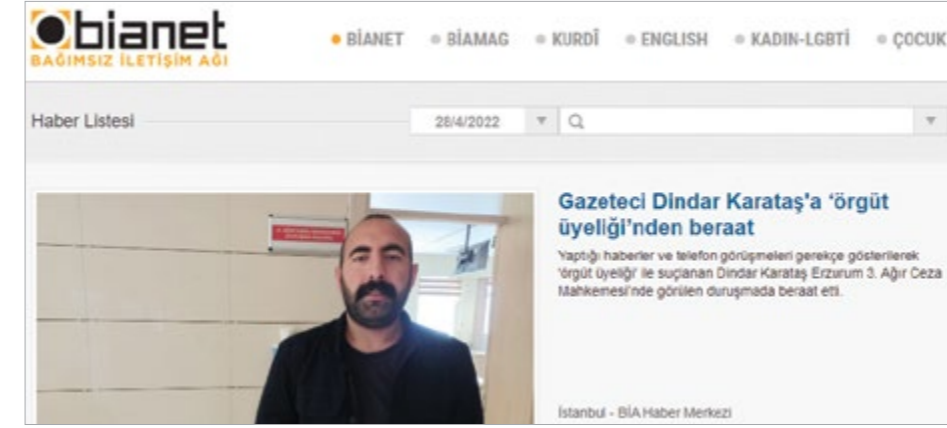 bianet
BAĞIMSIZ İLETİŞİM AĞI
BİANET BİAMAG KURDÎ ENGLISH KADIN-LGBTİ ÇOCUK
Haber Listesi
28/4/2022
Gazeteci Dindar Karataş'a 'örgüt
üyeliği'nden beraat
Yaptığı haberler ve telefon görüşmeleri gerekçe gösterilerek
'örgüt üyeliği' ile suçlanan Dindar Karataş Erzurum 3. Ağır Ceza
Mahkemesi'nde görülen duruşmada beraat etti.
İstanbul - BİA Haber Merkezi